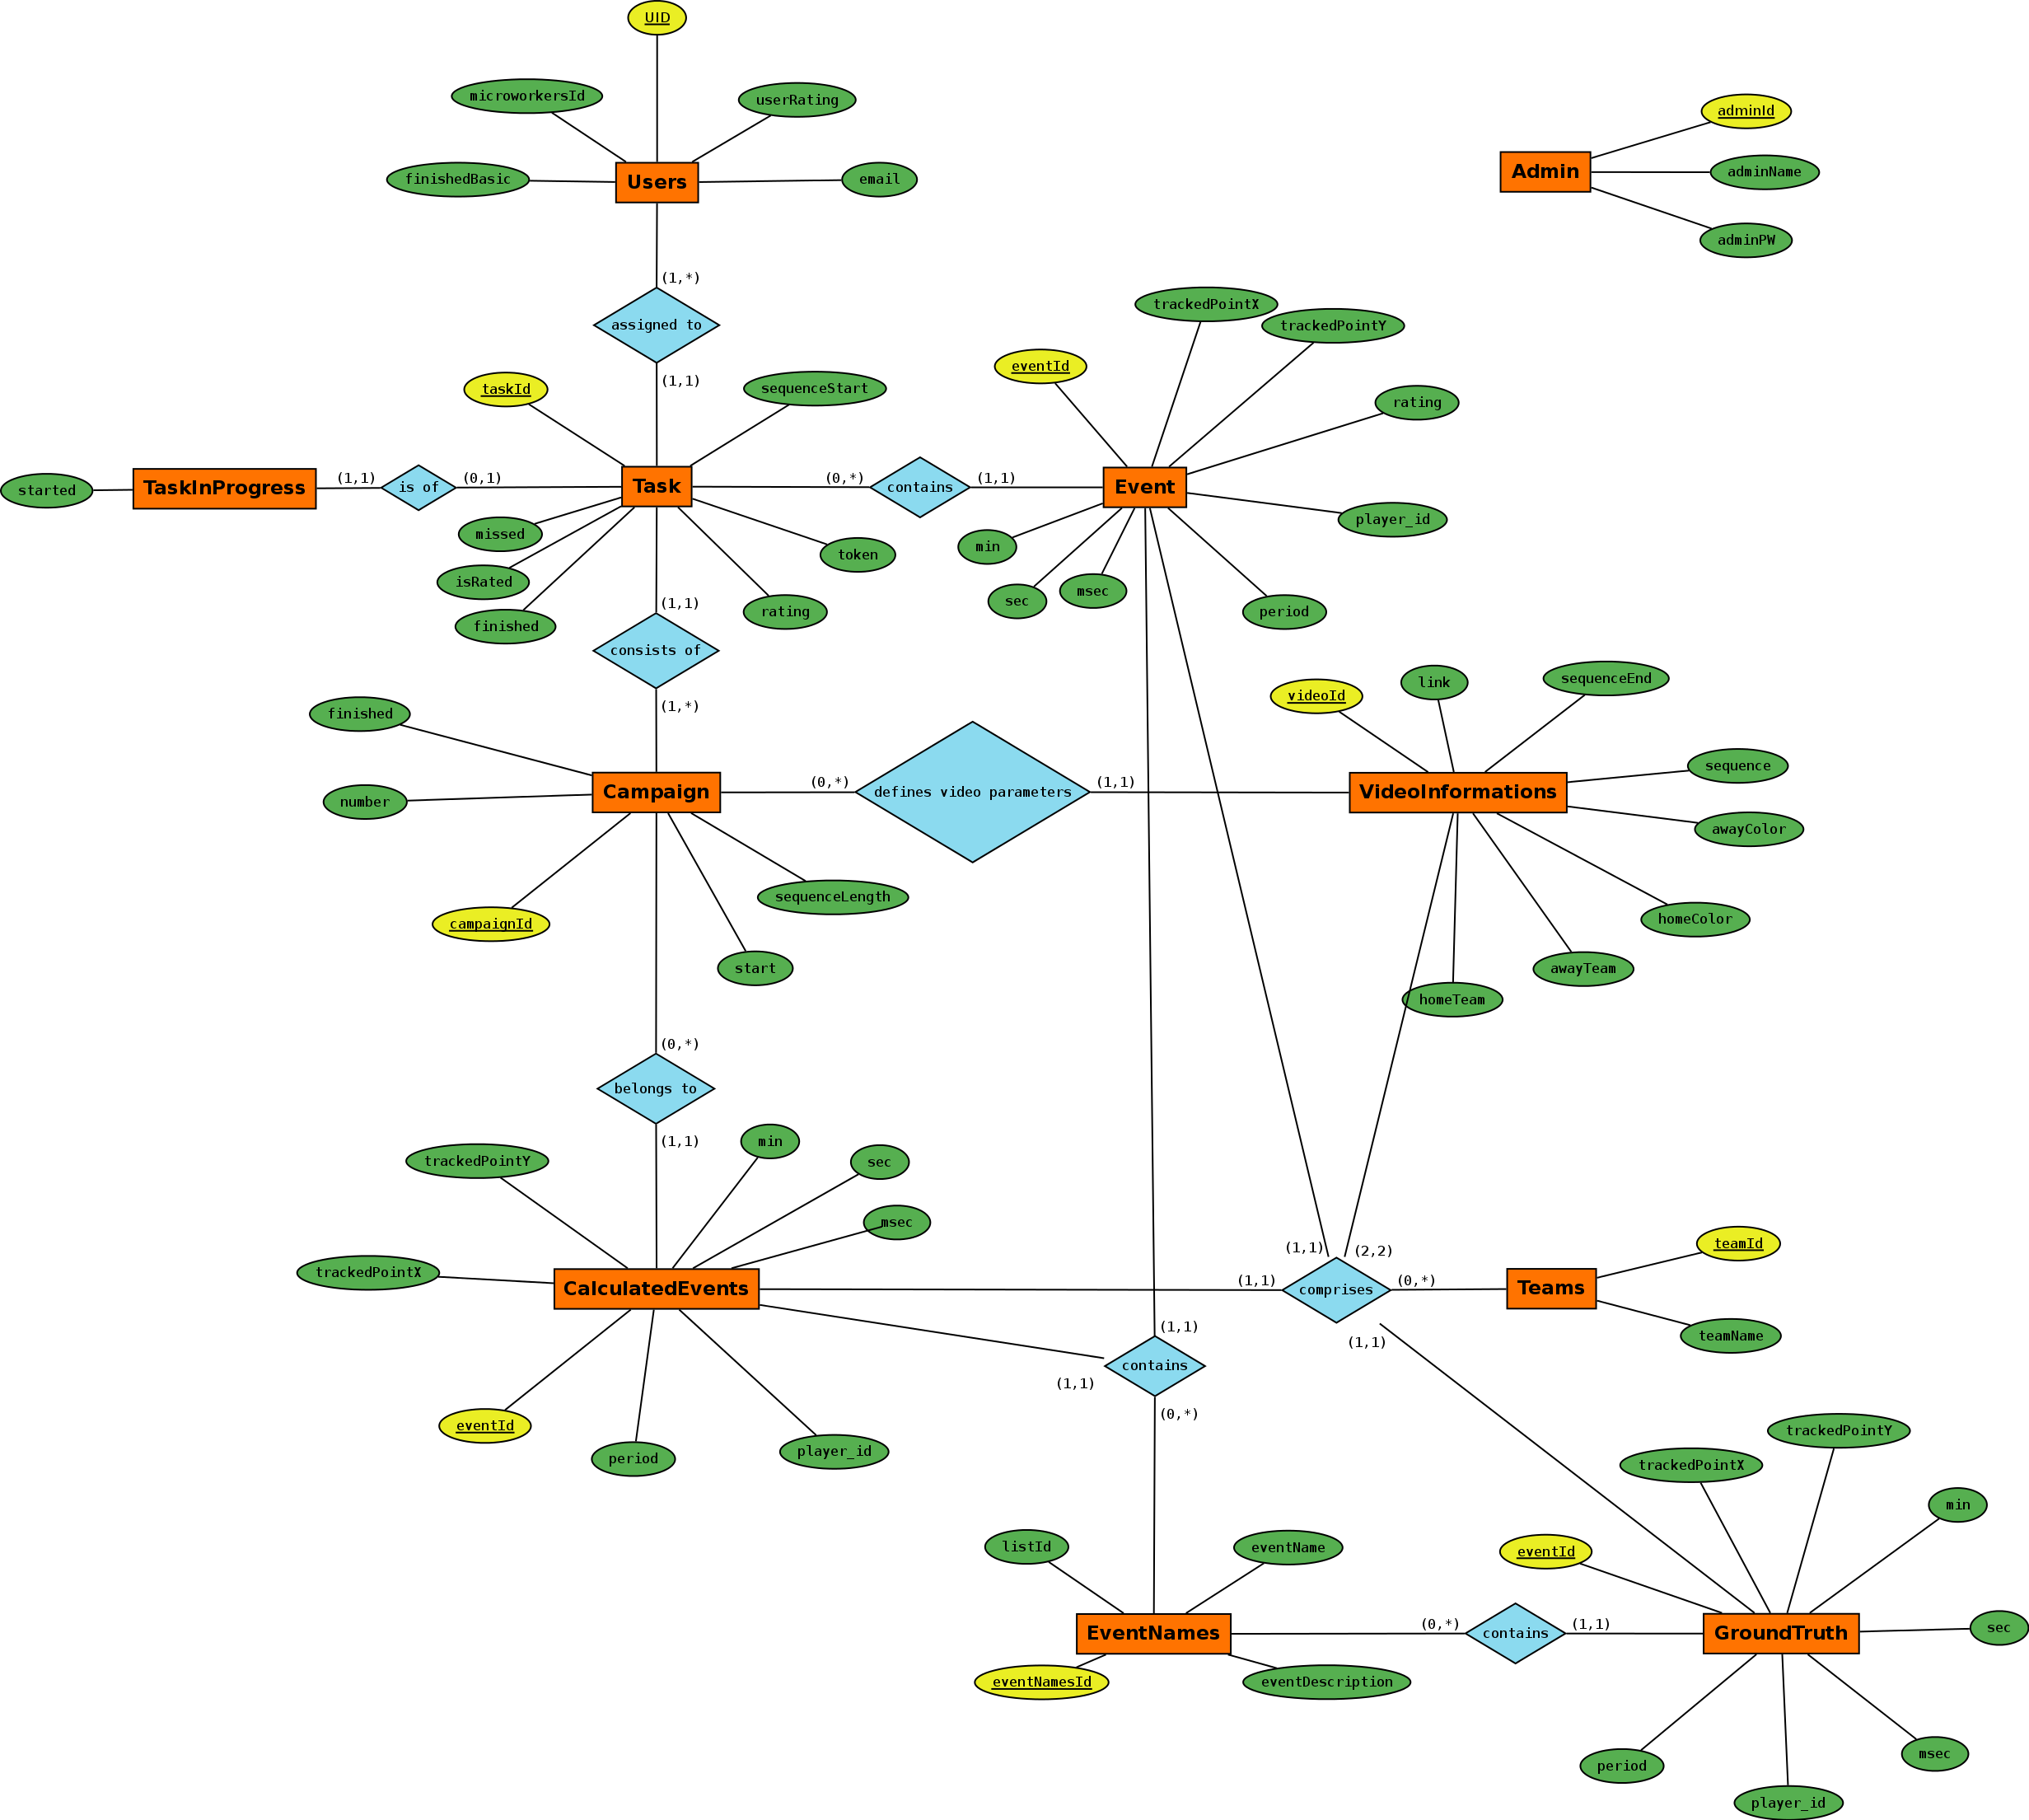 UID
microworkersId
userRating
finishedBasic
Users
email
adminId
Admin
adminName
adminPW
(1,*)
assigned to
(1,1)
taskId
sequenceStart
trackedPointX
trackedPointY
eventId
rating
started
TaskInProgress
(1,1)
is of
(0,1)
Task
(0,*)
contains
(1,1)
Event
player_id
missed
isRated
finished
token
rating
min
sec
msec
period
(1,1)
consists of
(1,*)
finished
number
Campaign
(0,*)
defines video parameters
(1,1)
videoId
link
sequenceEnd
VideoInformations
sequence
awayColor
homeColor
awayTeam
homeTeam
campaignId
sequenceLength
start
(0,*)
belongs to
(1,1)
trackedPointY
min
sec
msec
trackedPointX
CalculatedEvents
(1,1)
(1,1)
(2,2)
comprises
(0,*)
(1,1)
Teams
teamId
teamName
(1,1)
contains
(1,1)
(0,*)
eventId
period
player_id
listId
eventName
EventNames
eventNamesId
eventDescription
(0,*)
contains
(1,1)
trackedPointX
trackedPointY
min
eventId
GroundTruth
sec
period
msec
player_id